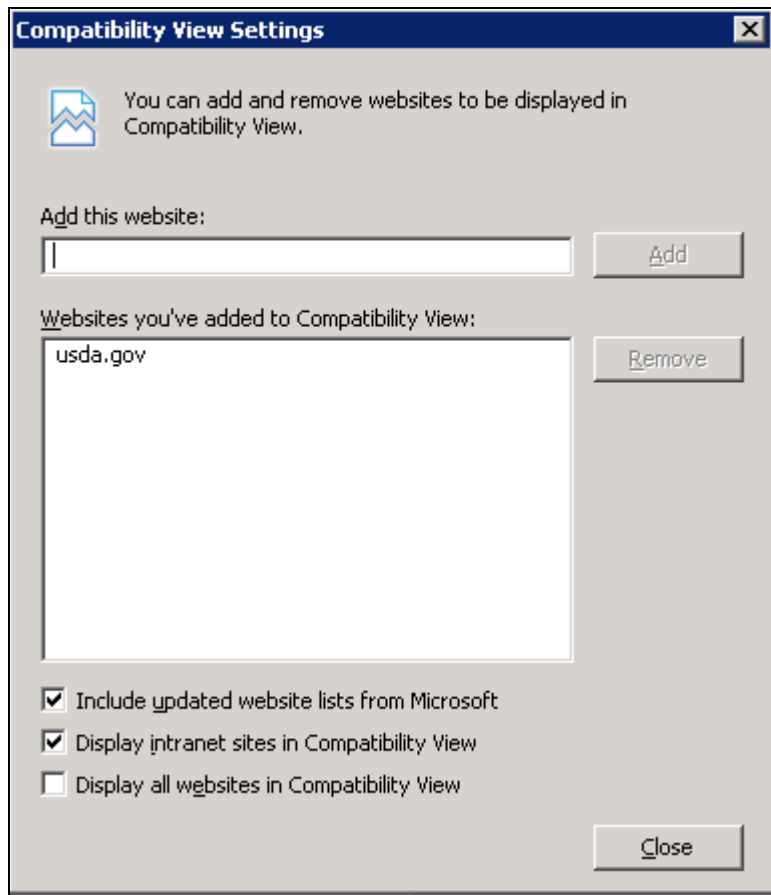 Compatibility View Settings
You can add and remove websites to be displayed in
Compatibility View.
Add this website:
Add
Websites you've added to Compatibility View:
usda.gov
Remove
Include updated website lists from Microsoft
Display intranet sites in Compatibility View
Display all websites in Compatibility View
Close